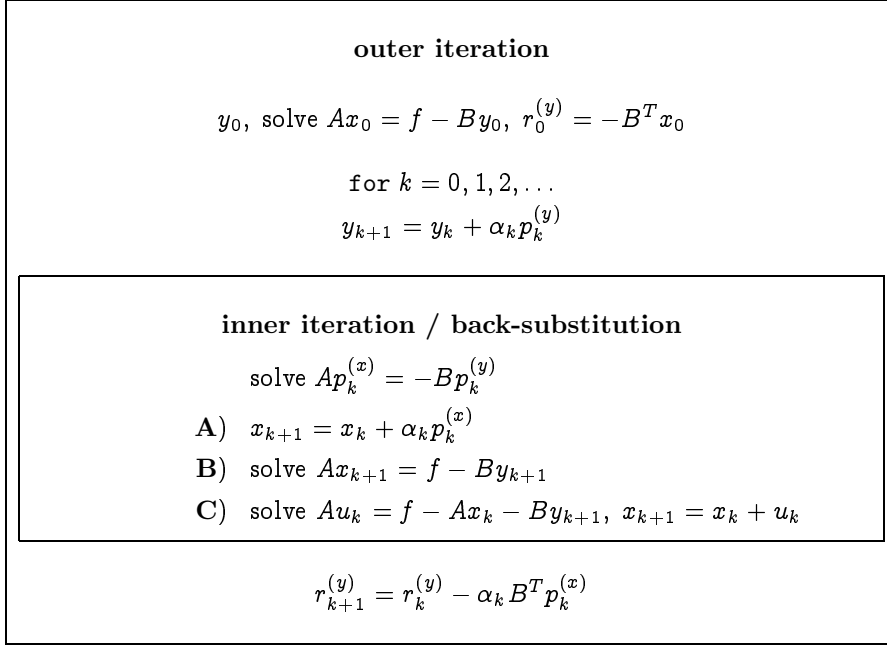 outer iteration
y_0, solve Ax_0 = f − By_0, r_0^{(y)} = −B^T x_0
for k = 0, 1, 2, …
y_{k+1} = y_k + α_k p_k^{(y)}
inner iteration / back-substitution
solve Ap_k^{(x)} = −Bp_k^{(y)}
A) x_{k+1} = x_k + α_k p_k^{(x)}
B) solve Ax_{k+1} = f − By_{k+1}
C) solve Au_k = f − Ax_k − By_{k+1}, x_{k+1} = x_k + u_k
r_{k+1}^{(y)} = r_k^{(y)} − α_k B^T p_k^{(x)}